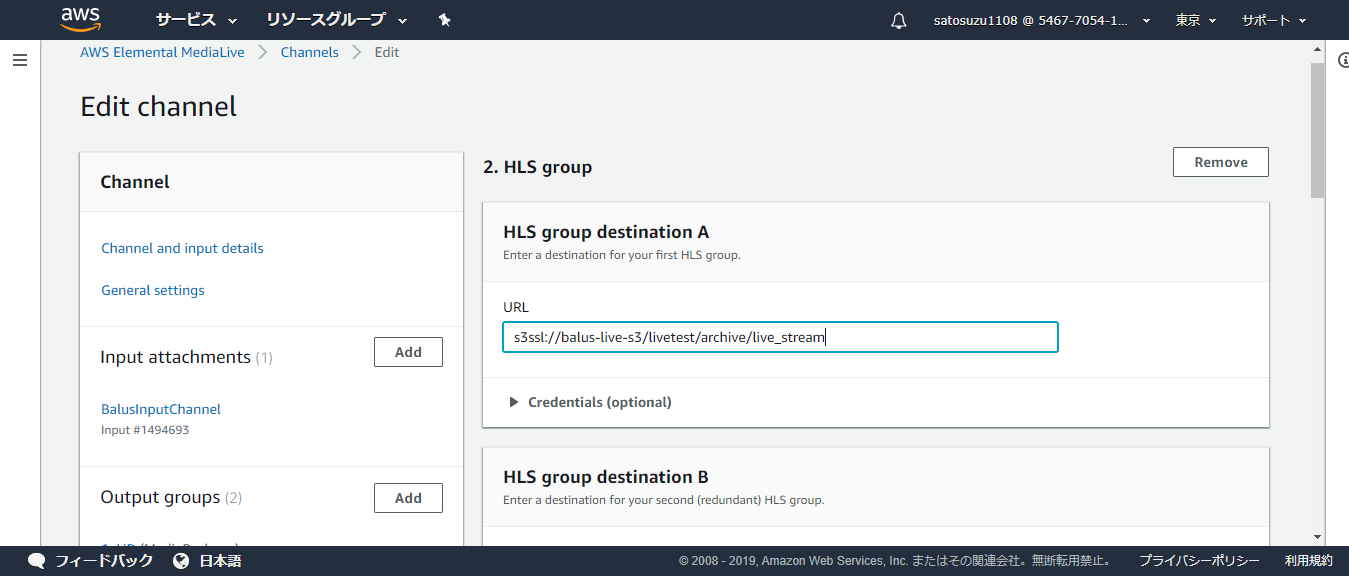 aws サービス リソースグループ satosuzu1108 @ 5467-7054-1... 東京 サポート
AWS Elemental MediaLive Channels Edit
Edit channel
Channel
Channel and input details
General settings
Input attachments (1) Add
BalusInputChannel
Input #1494693
Output groups (2) Add
2. HLS group Remove
HLS group destination A
Enter a destination for your first HLS group.
URL
s3ssl://balus-live-s3/livetest/archive/live_stream
Credentials (optional)
HLS group destination B
Enter a destination for your second (redundant) HLS group.
フィードバック 日本語 © 2008 - 2019, Amazon Web Services, Inc. またはその関連会社。無断転用禁止。 プライバシーポリシー 利用規約